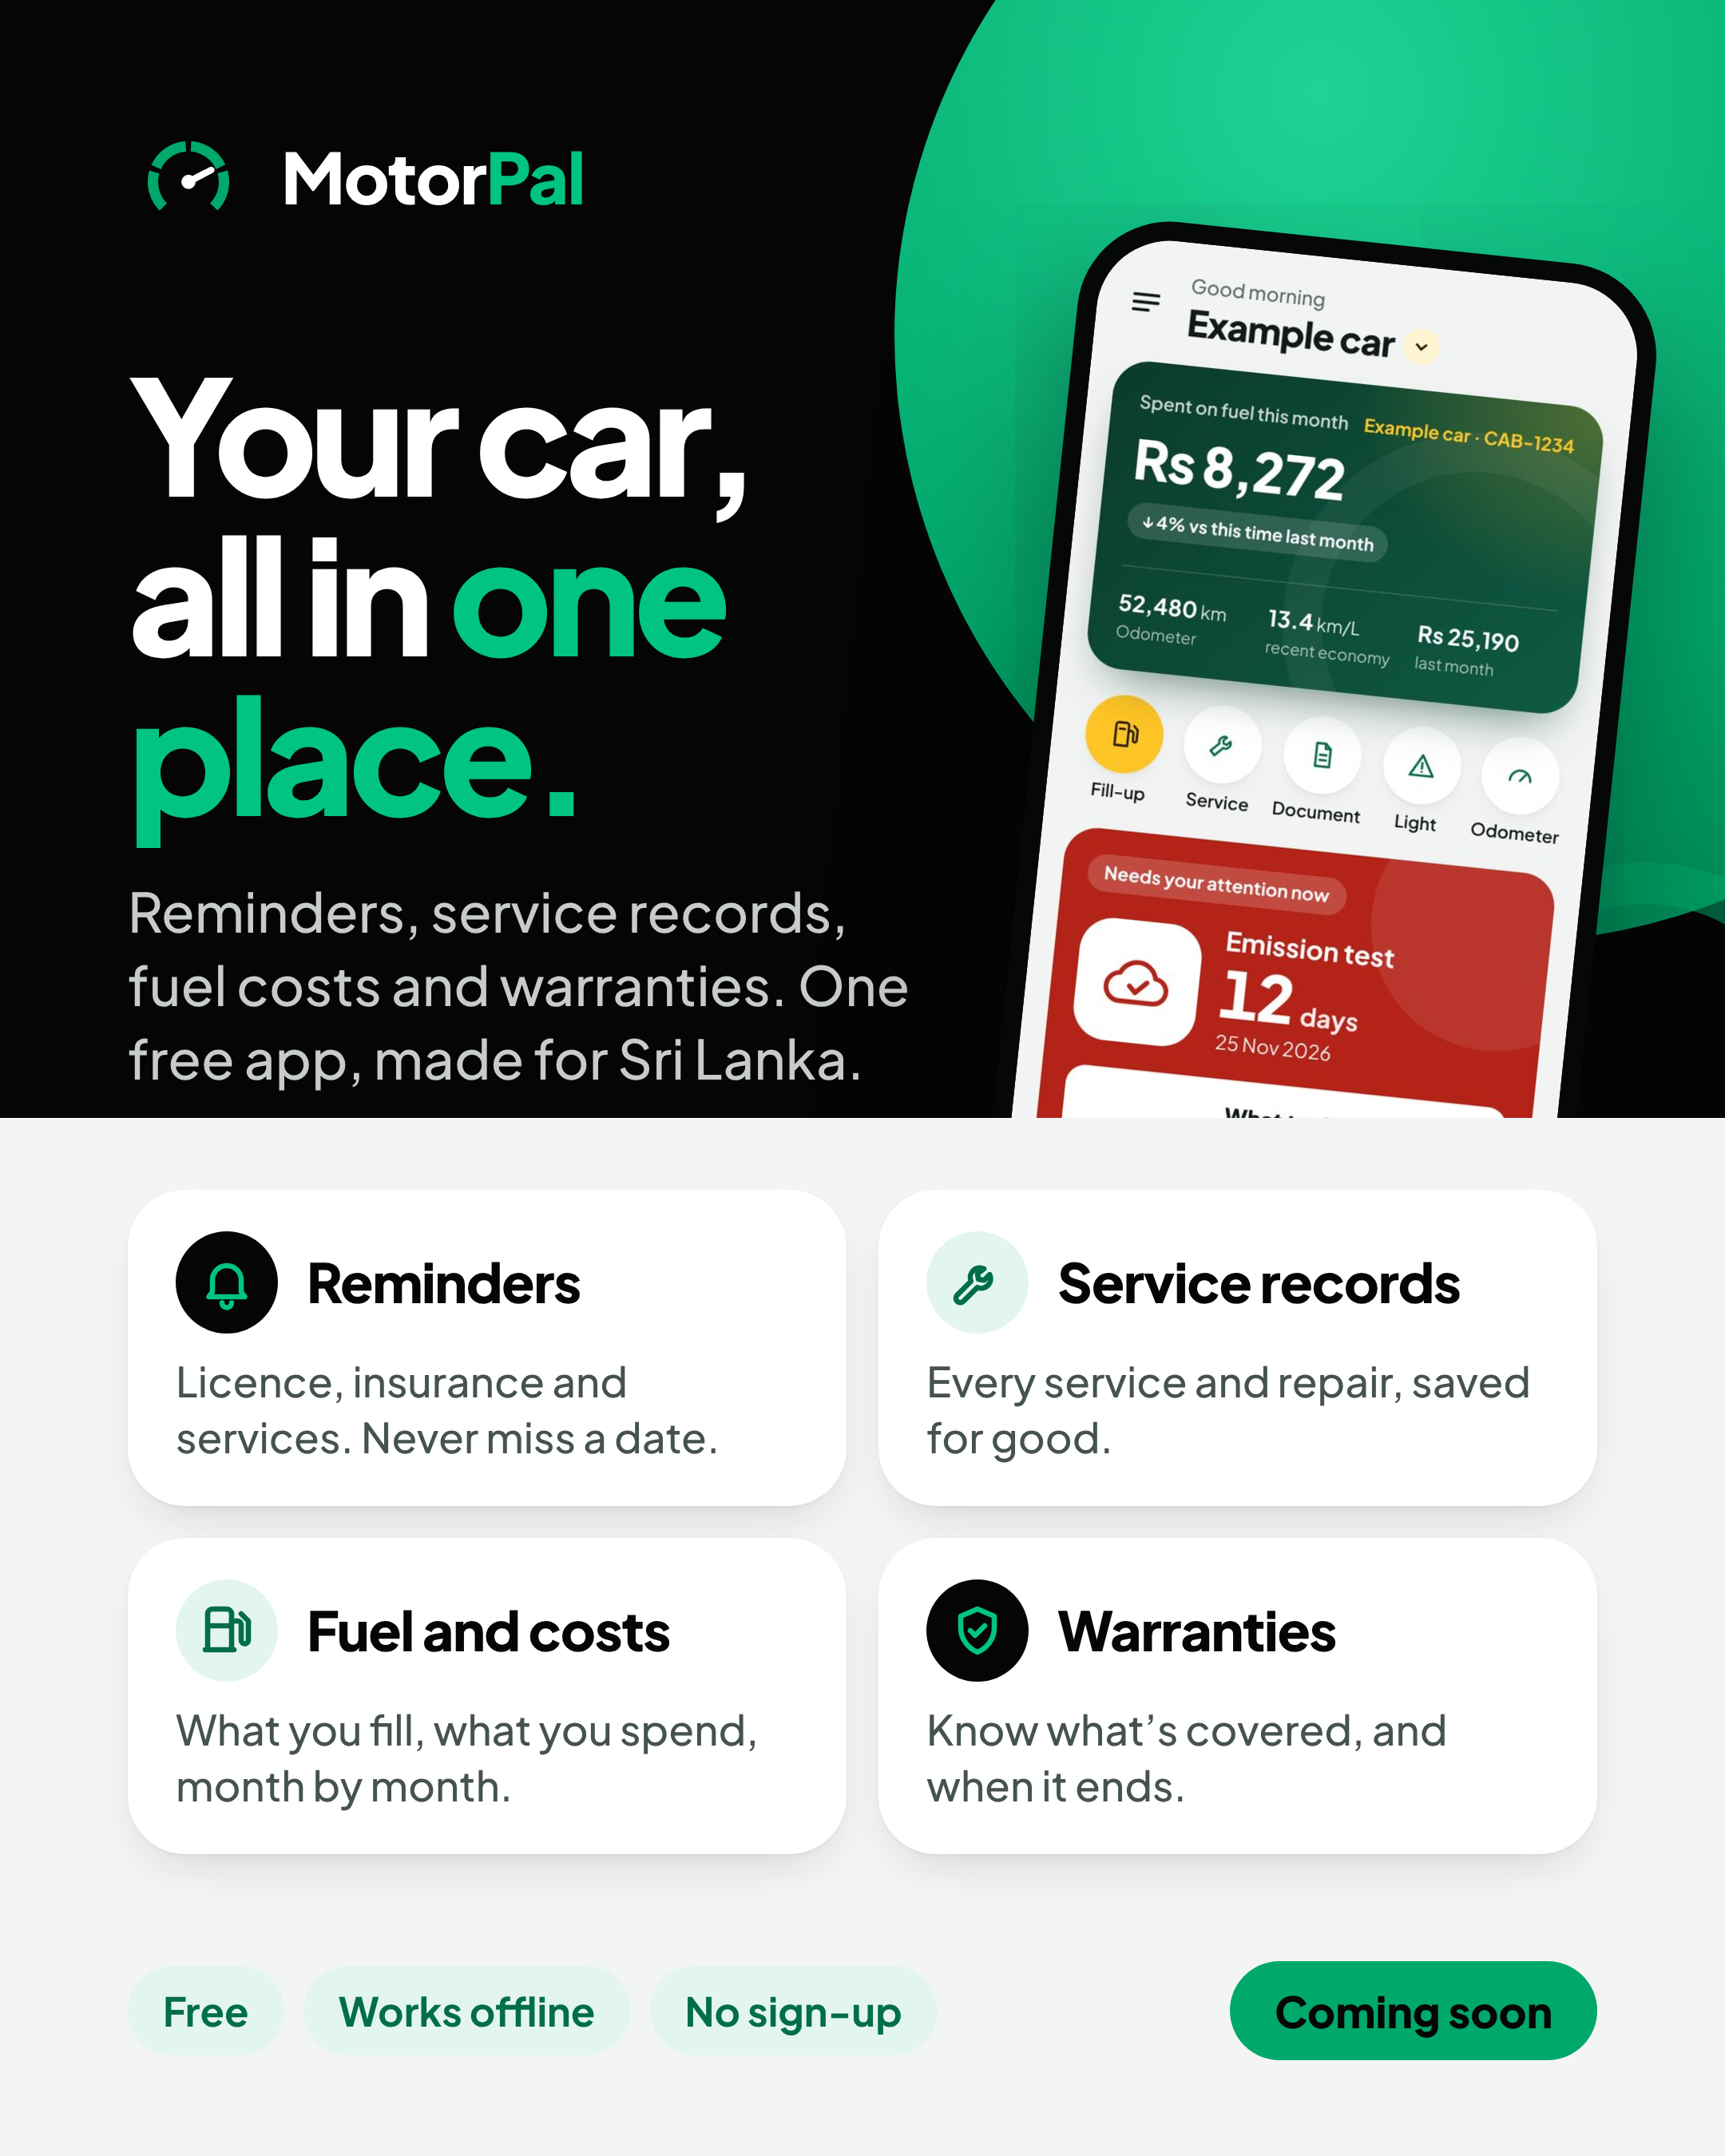 MotorPal
Your car,
all in one
place.
Reminders, service records,
fuel costs and warranties. One
free app, made for Sri Lanka.
Good morning
Example car
Spent on fuel this month
Example car · CAB-1234
Rs 8,272
↓ 4% vs this time last month
52,480 km
Odometer
13.4 km/L
recent economy
Rs 25,190
last month
Fill-up
Service
Document
Light
Odometer
Needs your attention now
Emission test
12 days
25 Nov 2026
Reminders
Licence, insurance and
services. Never miss a date.
Service records
Every service and repair, saved
for good.
Fuel and costs
What you fill, what you spend,
month by month.
Warranties
Know what’s covered, and
when it ends.
Free
Works offline
No sign-up
Coming soon